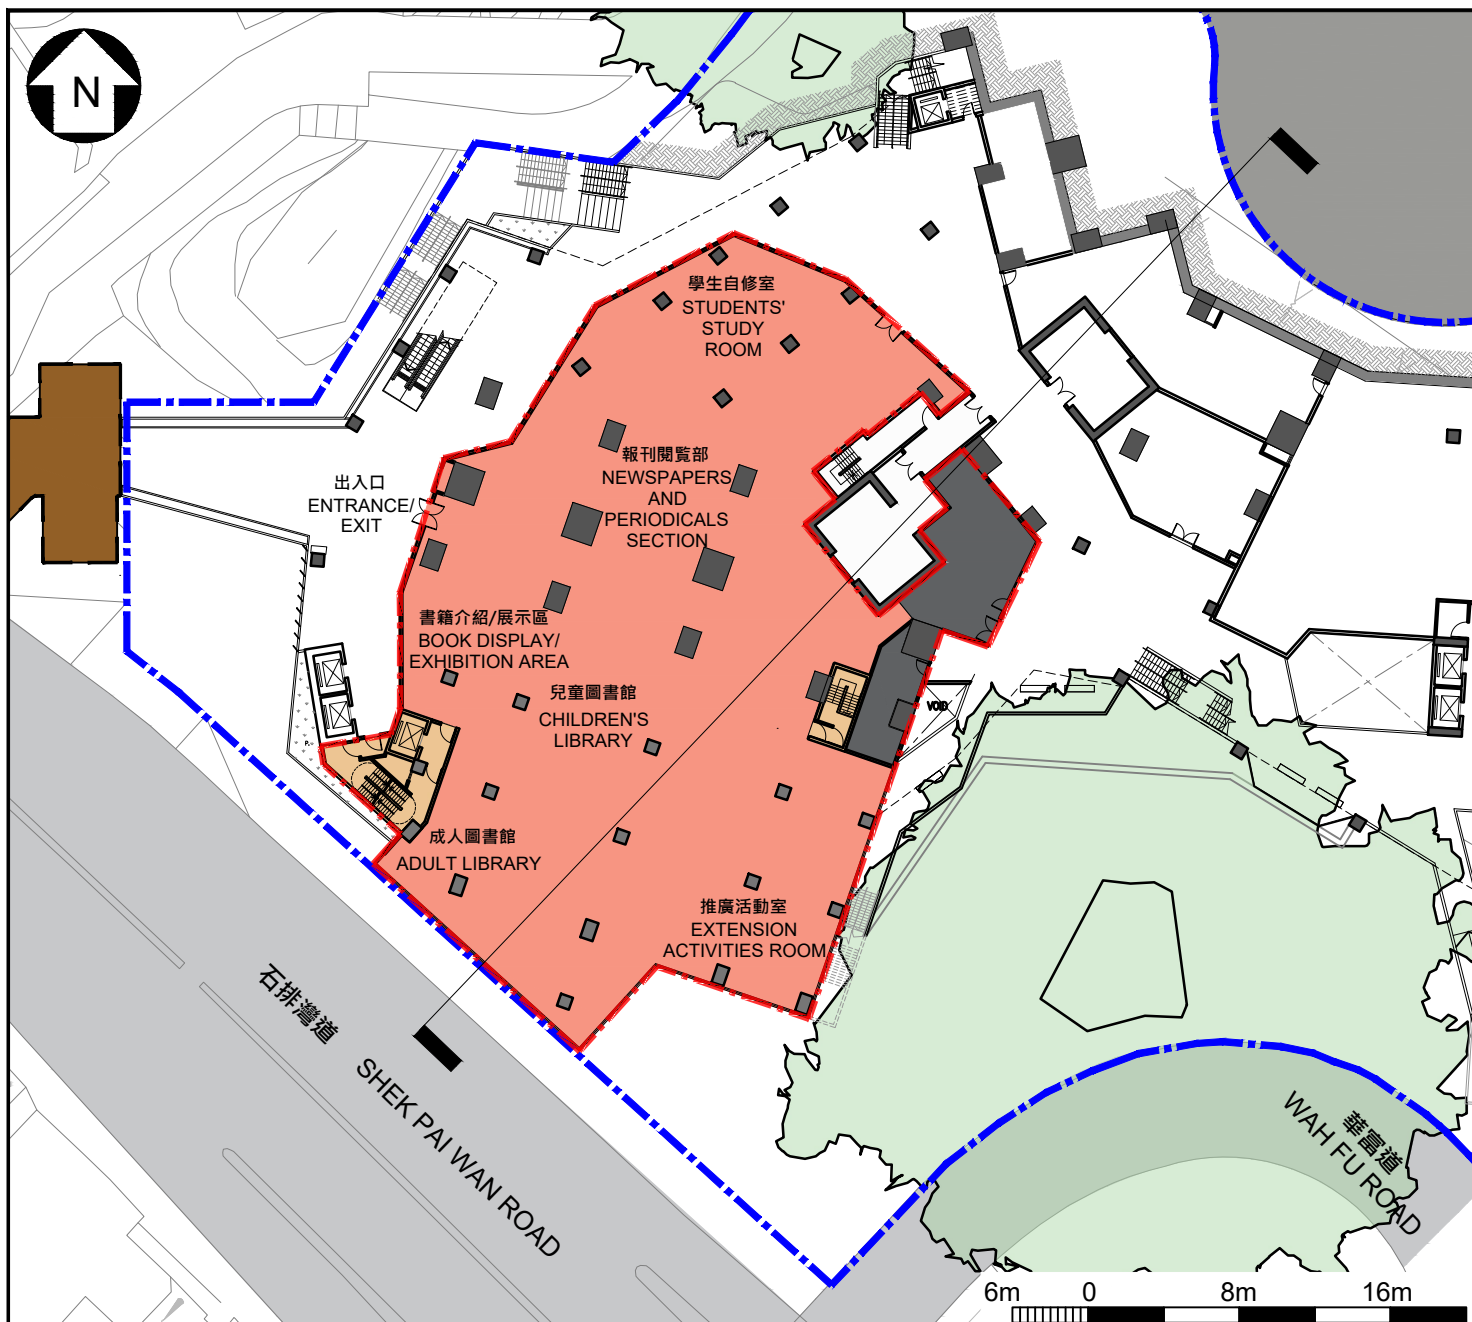 N
學生自修室
STUDENTS'
STUDY
ROOM
報刊閱覽部
NEWSPAPERS
AND
PERIODICALS
SECTION
出入口
ENTRANCE/
EXIT
書籍介紹/展示區
BOOK DISPLAY/
EXHIBITION AREA
兒童圖書館
CHILDREN'S
LIBRARY
VOID
成人圖書館
ADULT LIBRARY
推廣活動室
EXTENSION
ACTIVITIES ROOM
石排灣道
SHEK PAI WAN ROAD
華富道
WAH FU ROAD
6m 0 8m 16m